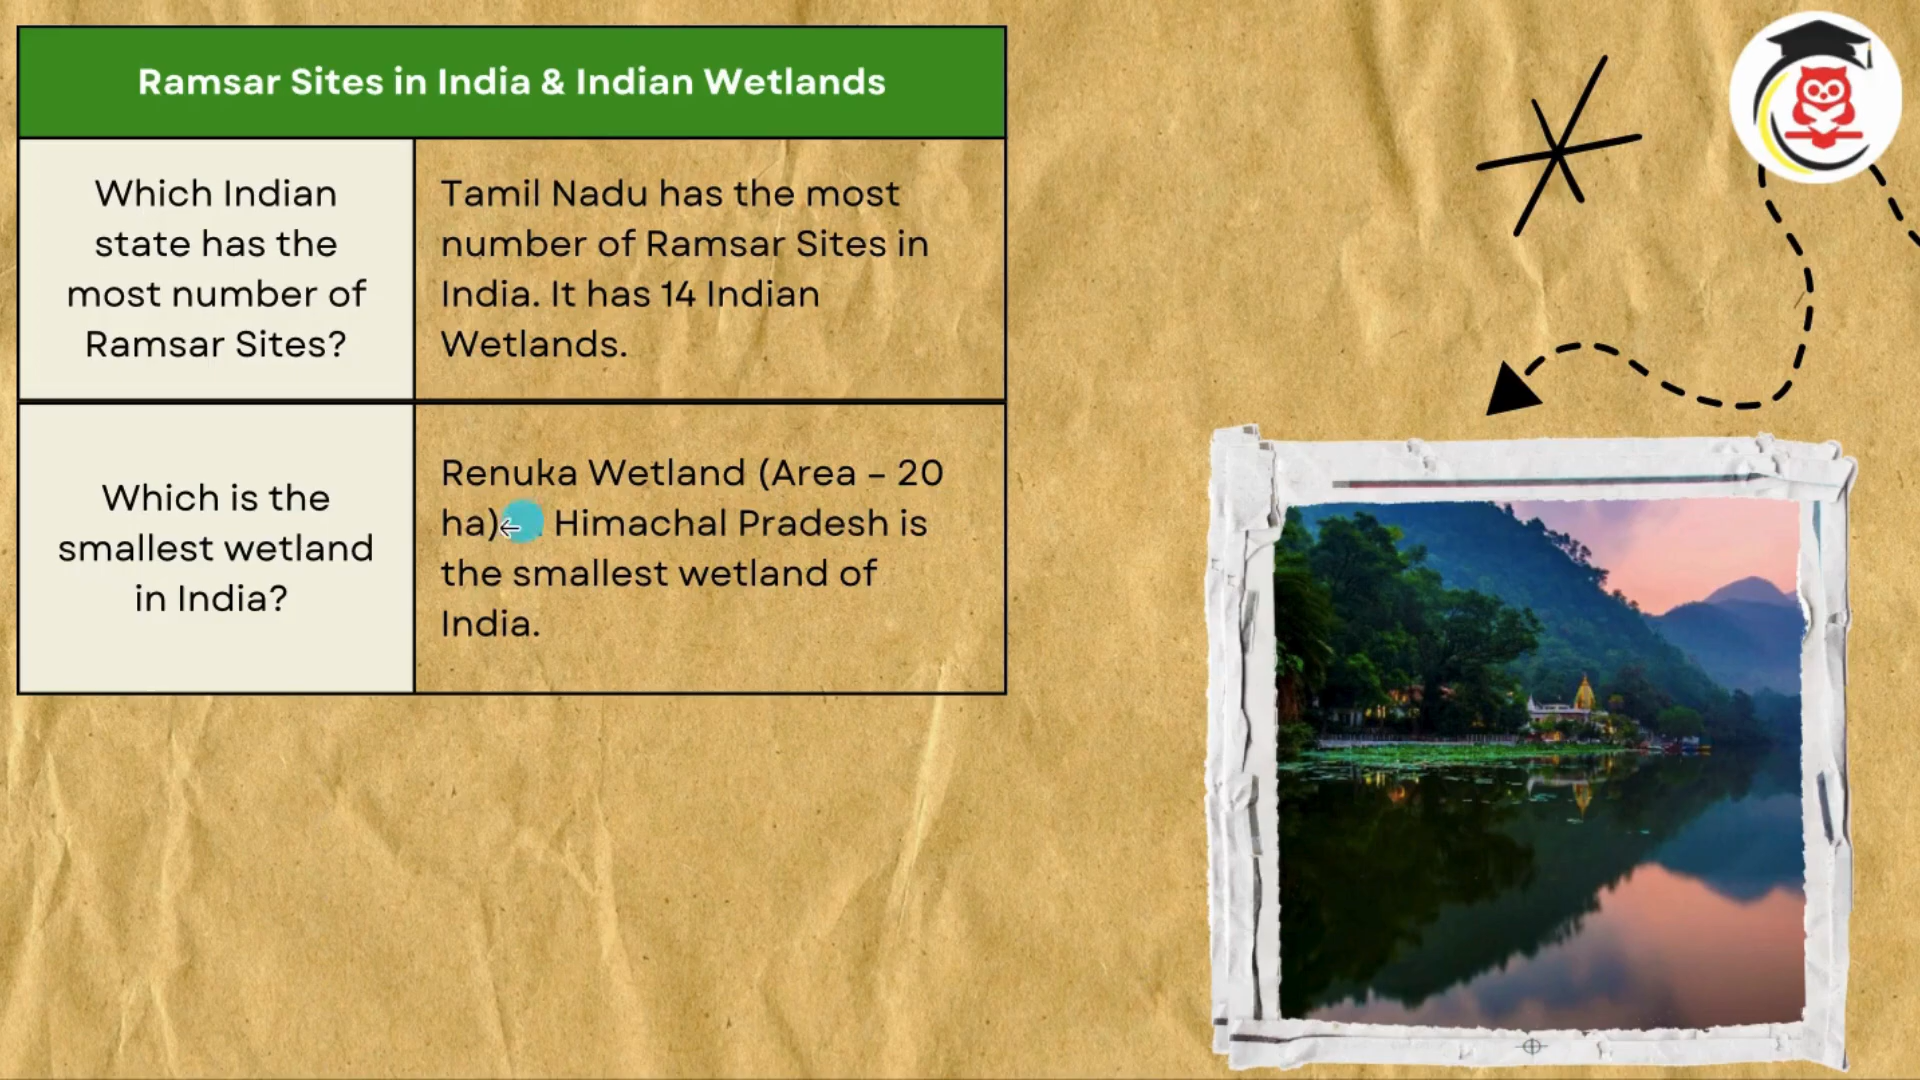 Ramsar Sites in India & Indian Wetlands
Which Indian
state has the
most number of
Ramsar Sites?
Tamil Nadu has the most
number of Ramsar Sites in
India. It has 14 Indian
Wetlands.
Which is the
smallest wetland
in India?
Renuka Wetland (Area – 20
ha) Himachal Pradesh is
the smallest wetland of
India.